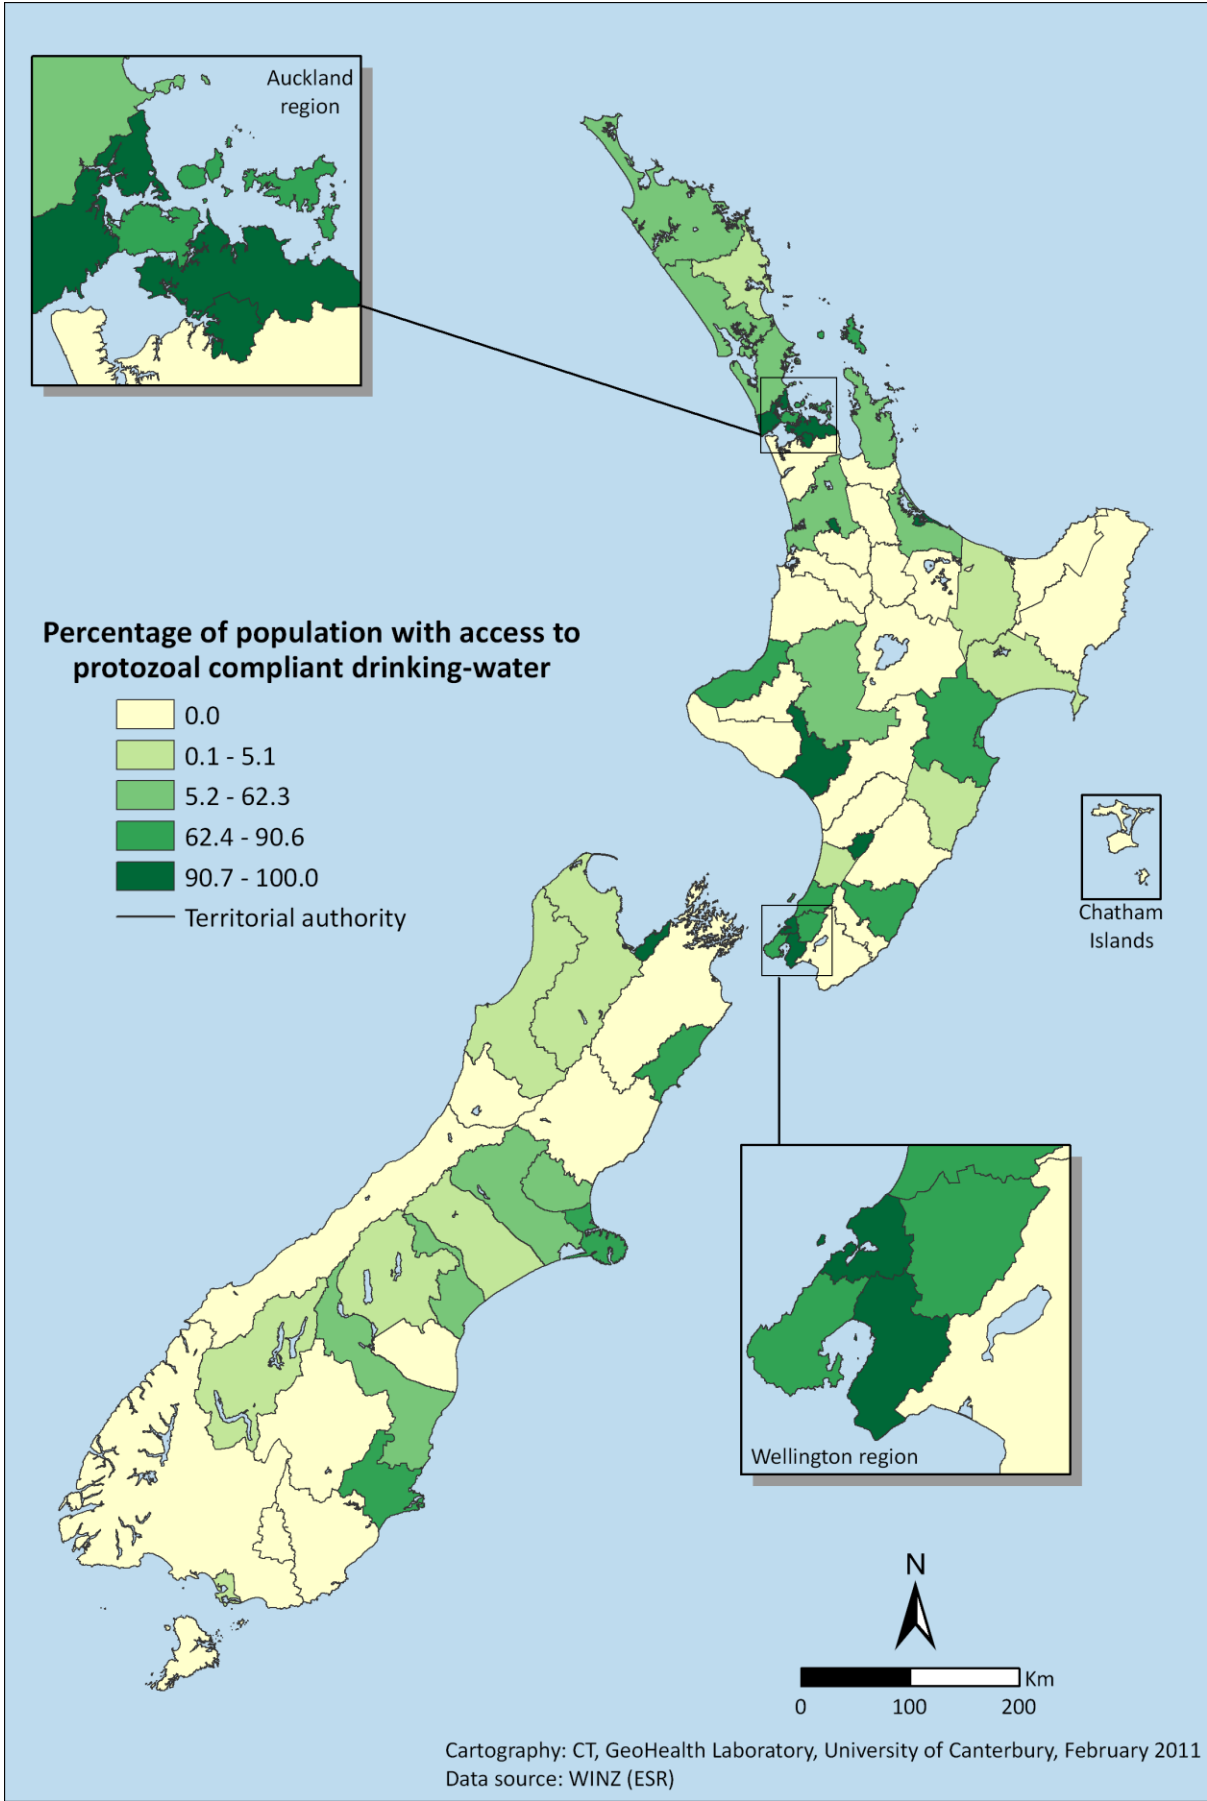 Auckland
region
Percentage of population with access to
protozoal compliant drinking-water
0.0
0.1 - 5.1
5.2 - 62.3
62.4 - 90.6
90.7 - 100.0
Territorial authority
Chatham
Islands
Wellington region
N
Km
0 100 200
Cartography: CT, GeoHealth Laboratory, University of Canterbury, February 2011
Data source: WINZ (ESR)